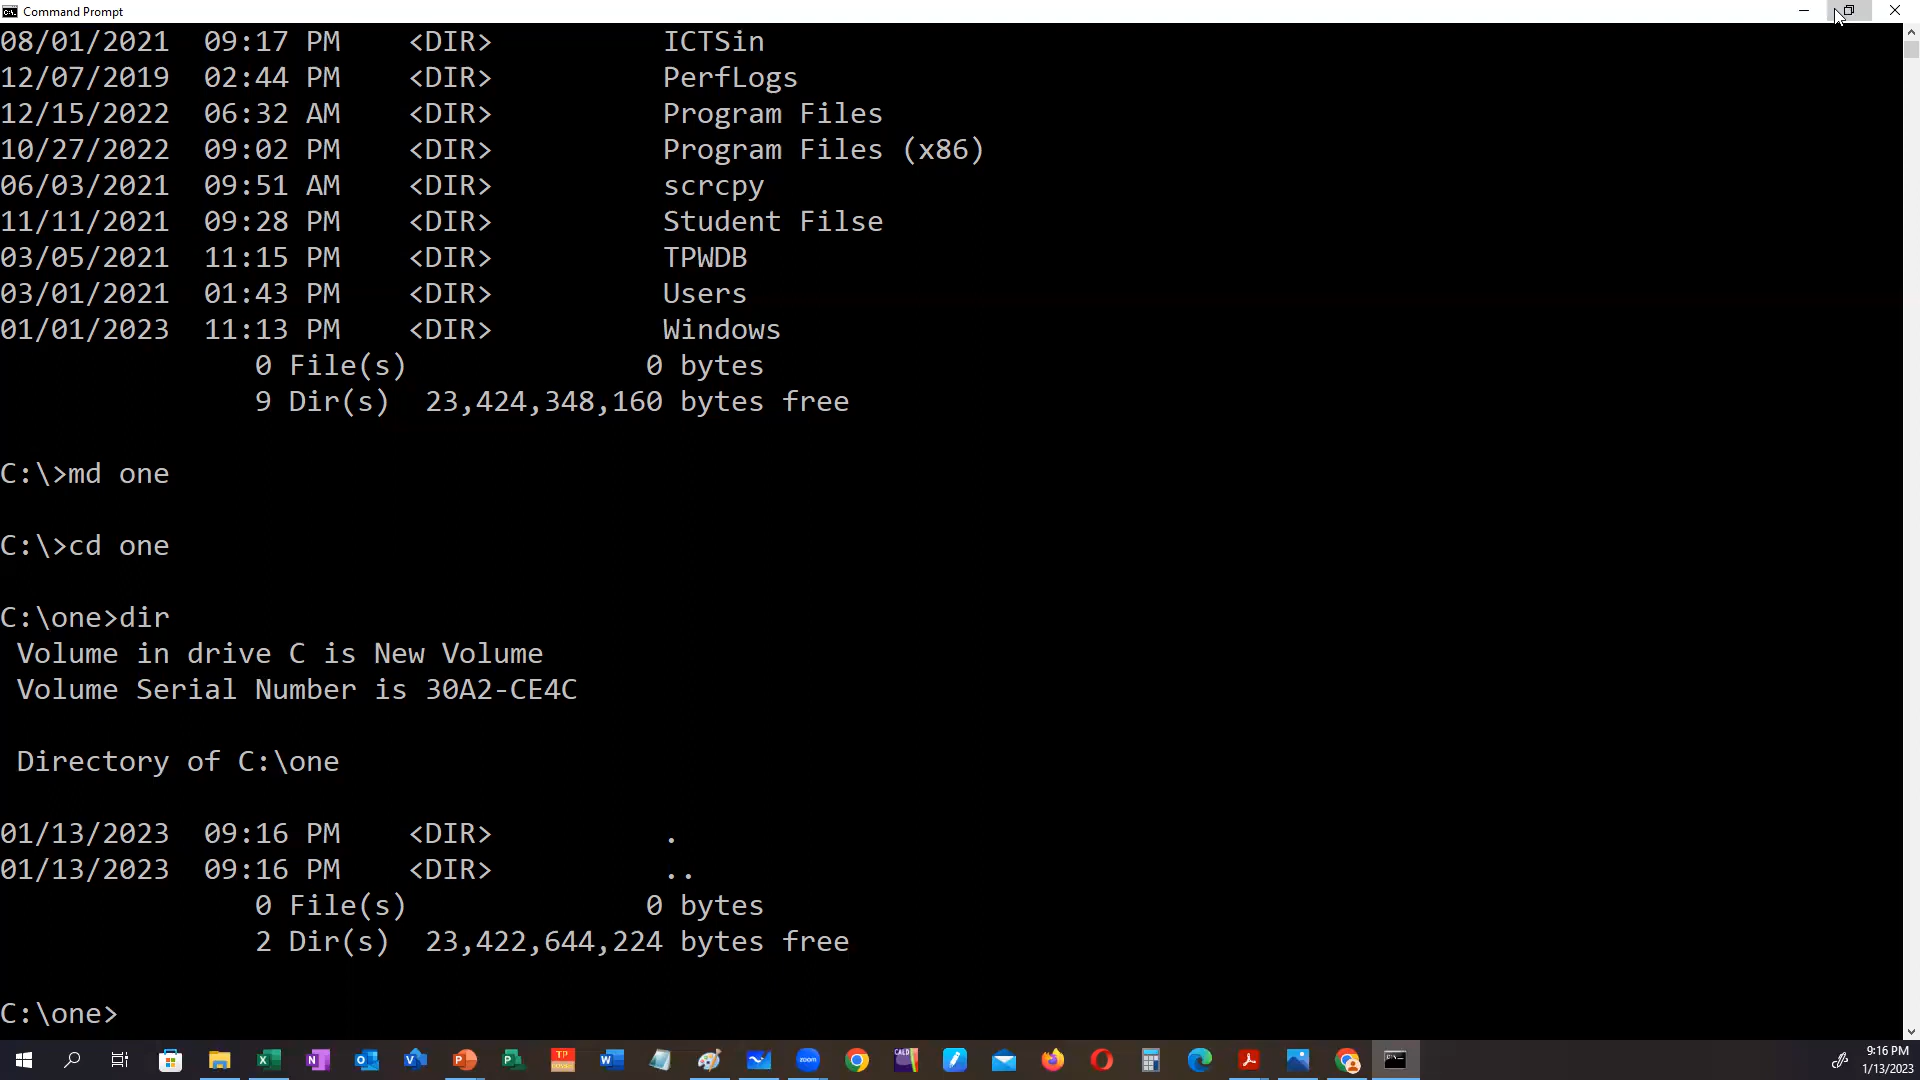 Command Prompt
08/01/2021  09:17 PM    <DIR>          ICTSin
12/07/2019  02:44 PM    <DIR>          PerfLogs
12/15/2022  06:32 AM    <DIR>          Program Files
10/27/2022  09:02 PM    <DIR>          Program Files (x86)
06/03/2021  09:51 AM    <DIR>          scrcpy
11/11/2021  09:28 PM    <DIR>          Student Filse
03/05/2021  11:15 PM    <DIR>          TPWDB
03/01/2021  01:43 PM    <DIR>          Users
01/01/2023  11:13 PM    <DIR>          Windows
               0 File(s)              0 bytes
               9 Dir(s)  23,424,348,160 bytes free
C:\>md one
C:\>cd one
C:\one>dir
 Volume in drive C is New Volume
 Volume Serial Number is 30A2-CE4C
 Directory of C:\one
01/13/2023  09:16 PM    <DIR>          .
01/13/2023  09:16 PM    <DIR>          ..
               0 File(s)              0 bytes
               2 Dir(s)  23,422,644,224 bytes free
C:\one>
9:16 PM
1/13/2023